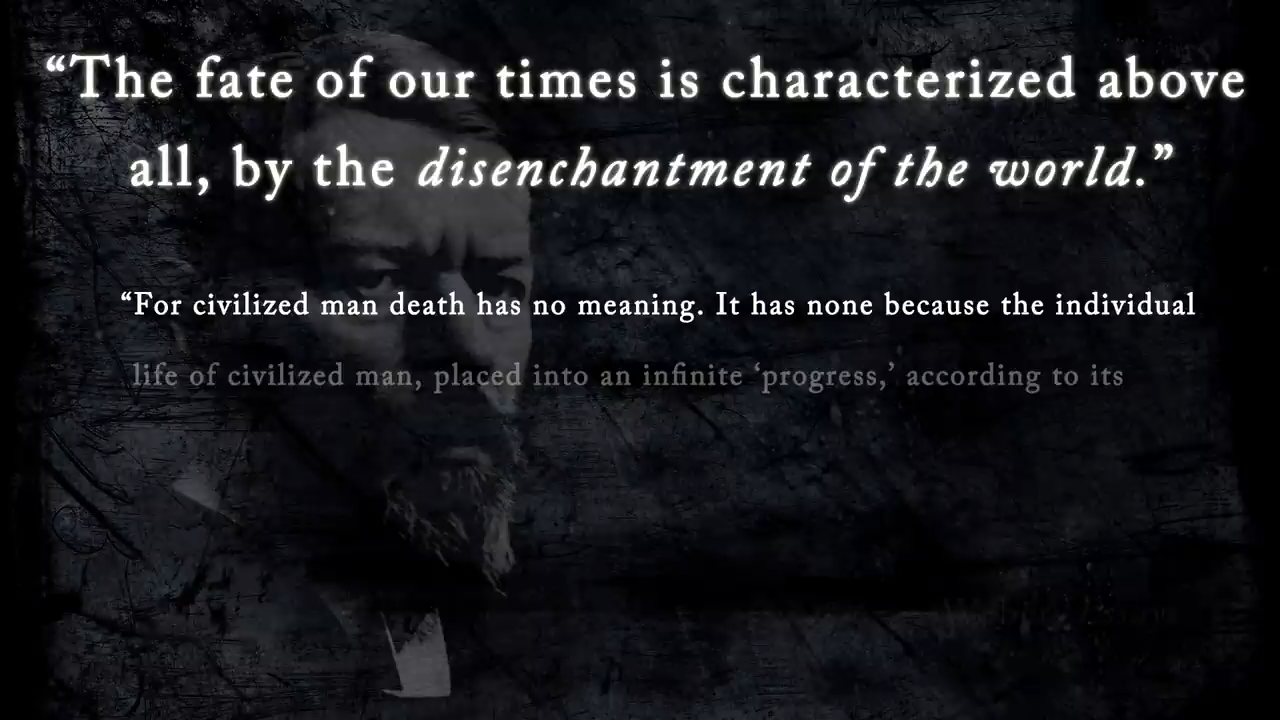 “The fate of our times is characterized above
all, by the disenchantment of the world.”
“For civilized man death has no meaning. It has none because the individual
life of civilized man, placed into an infinite ‘progress,’ according to its